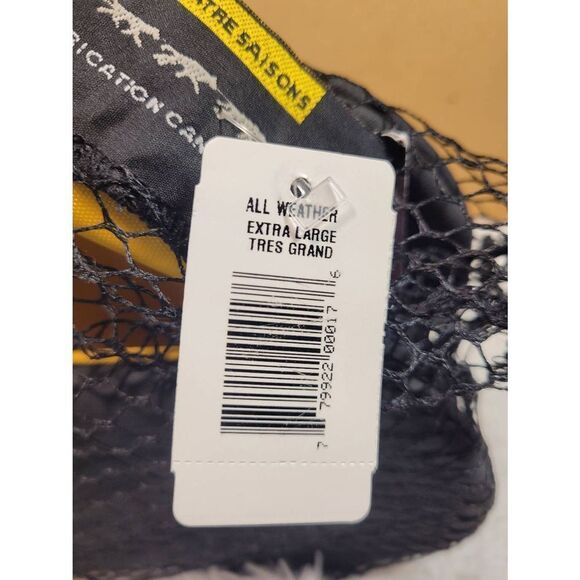 TRE SAISONS
RICATION CAN
ALL WEATHER
EXTRA LARGE
TRES GRAND
7 79922 00017 6